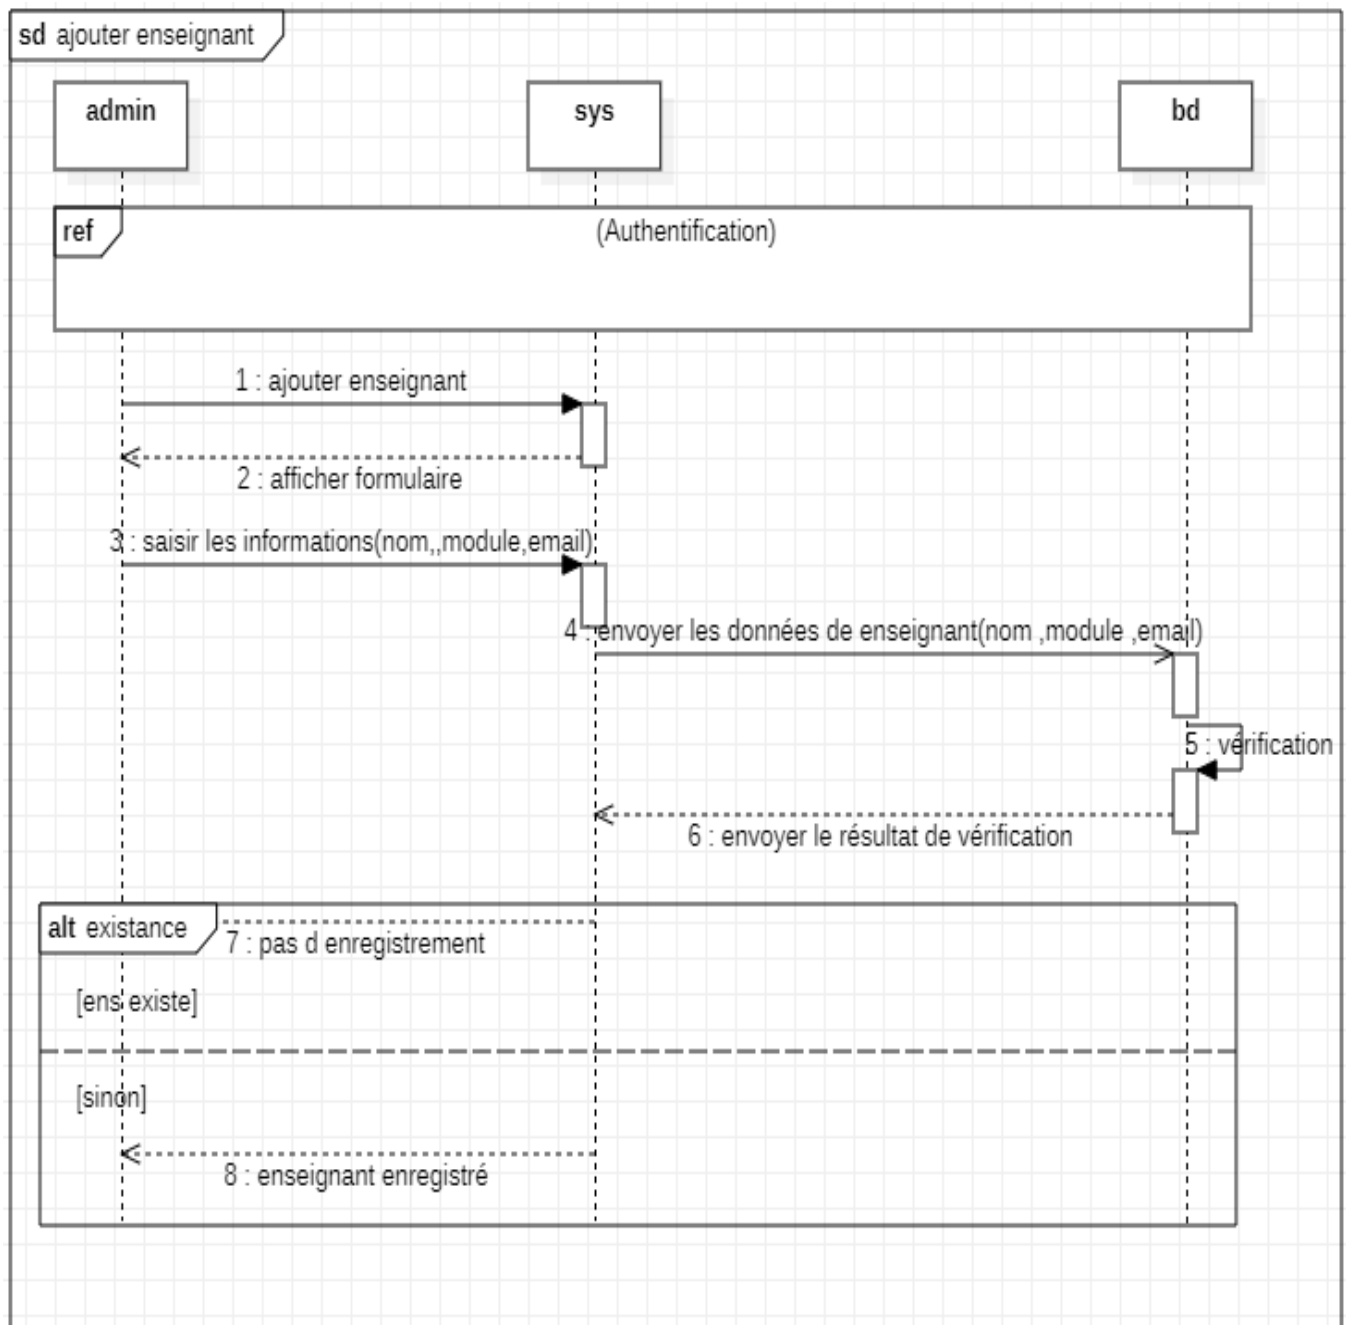 sd ajouter enseignant
admin
sys
bd
ref
(Authentification)
1 : ajouter enseignant
2 : afficher formulaire
3 : saisir les informations(nom,,module,email)
4 : envoyer les données de enseignant(nom ,module ,email)
5 : vérification
6 : envoyer le résultat de vérification
alt existance
7 : pas d enregistrement
[ens existe]
[sinon]
8 : enseignant enregistré